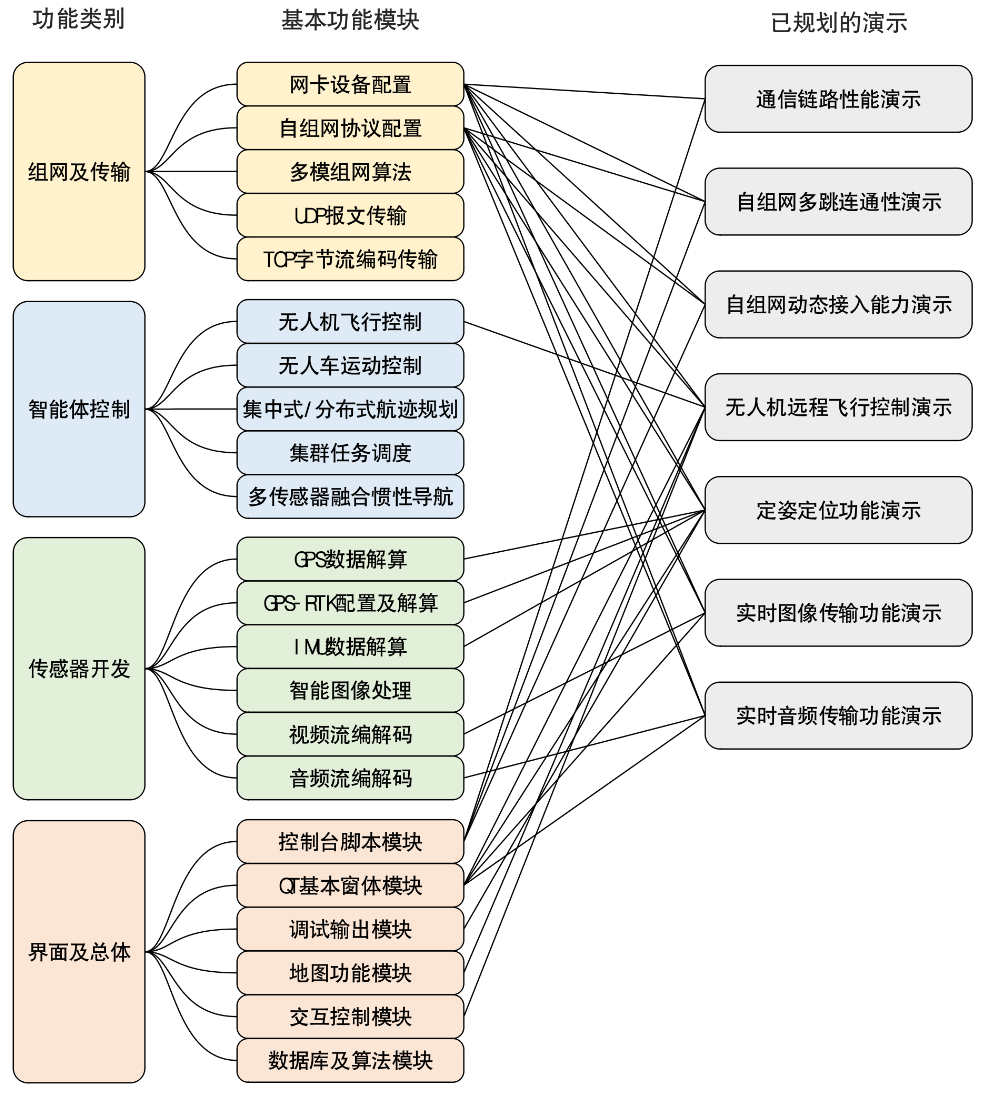 功能类别
基本功能模块
已规划的演示
组网及传输
网卡设备配置
自组网协议配置
多模组网算法
UDP报文传输
TCP字节流编码传输
智能体控制
无人机飞行控制
无人车运动控制
集中式/分布式航迹规划
集群任务调度
多传感器融合惯性导航
传感器开发
GPS数据解算
GPS-RTK配置及解算
IMU数据解算
智能图像处理
视频流编解码
音频流编解码
界面及总体
控制台脚本模块
QT基本窗体模块
调试输出模块
地图功能模块
交互控制模块
数据库及算法模块
通信链路性能演示
自组网多跳连通性演示
自组网动态接入能力演示
无人机远程飞行控制演示
定姿定位功能演示
实时图像传输功能演示
实时音频传输功能演示